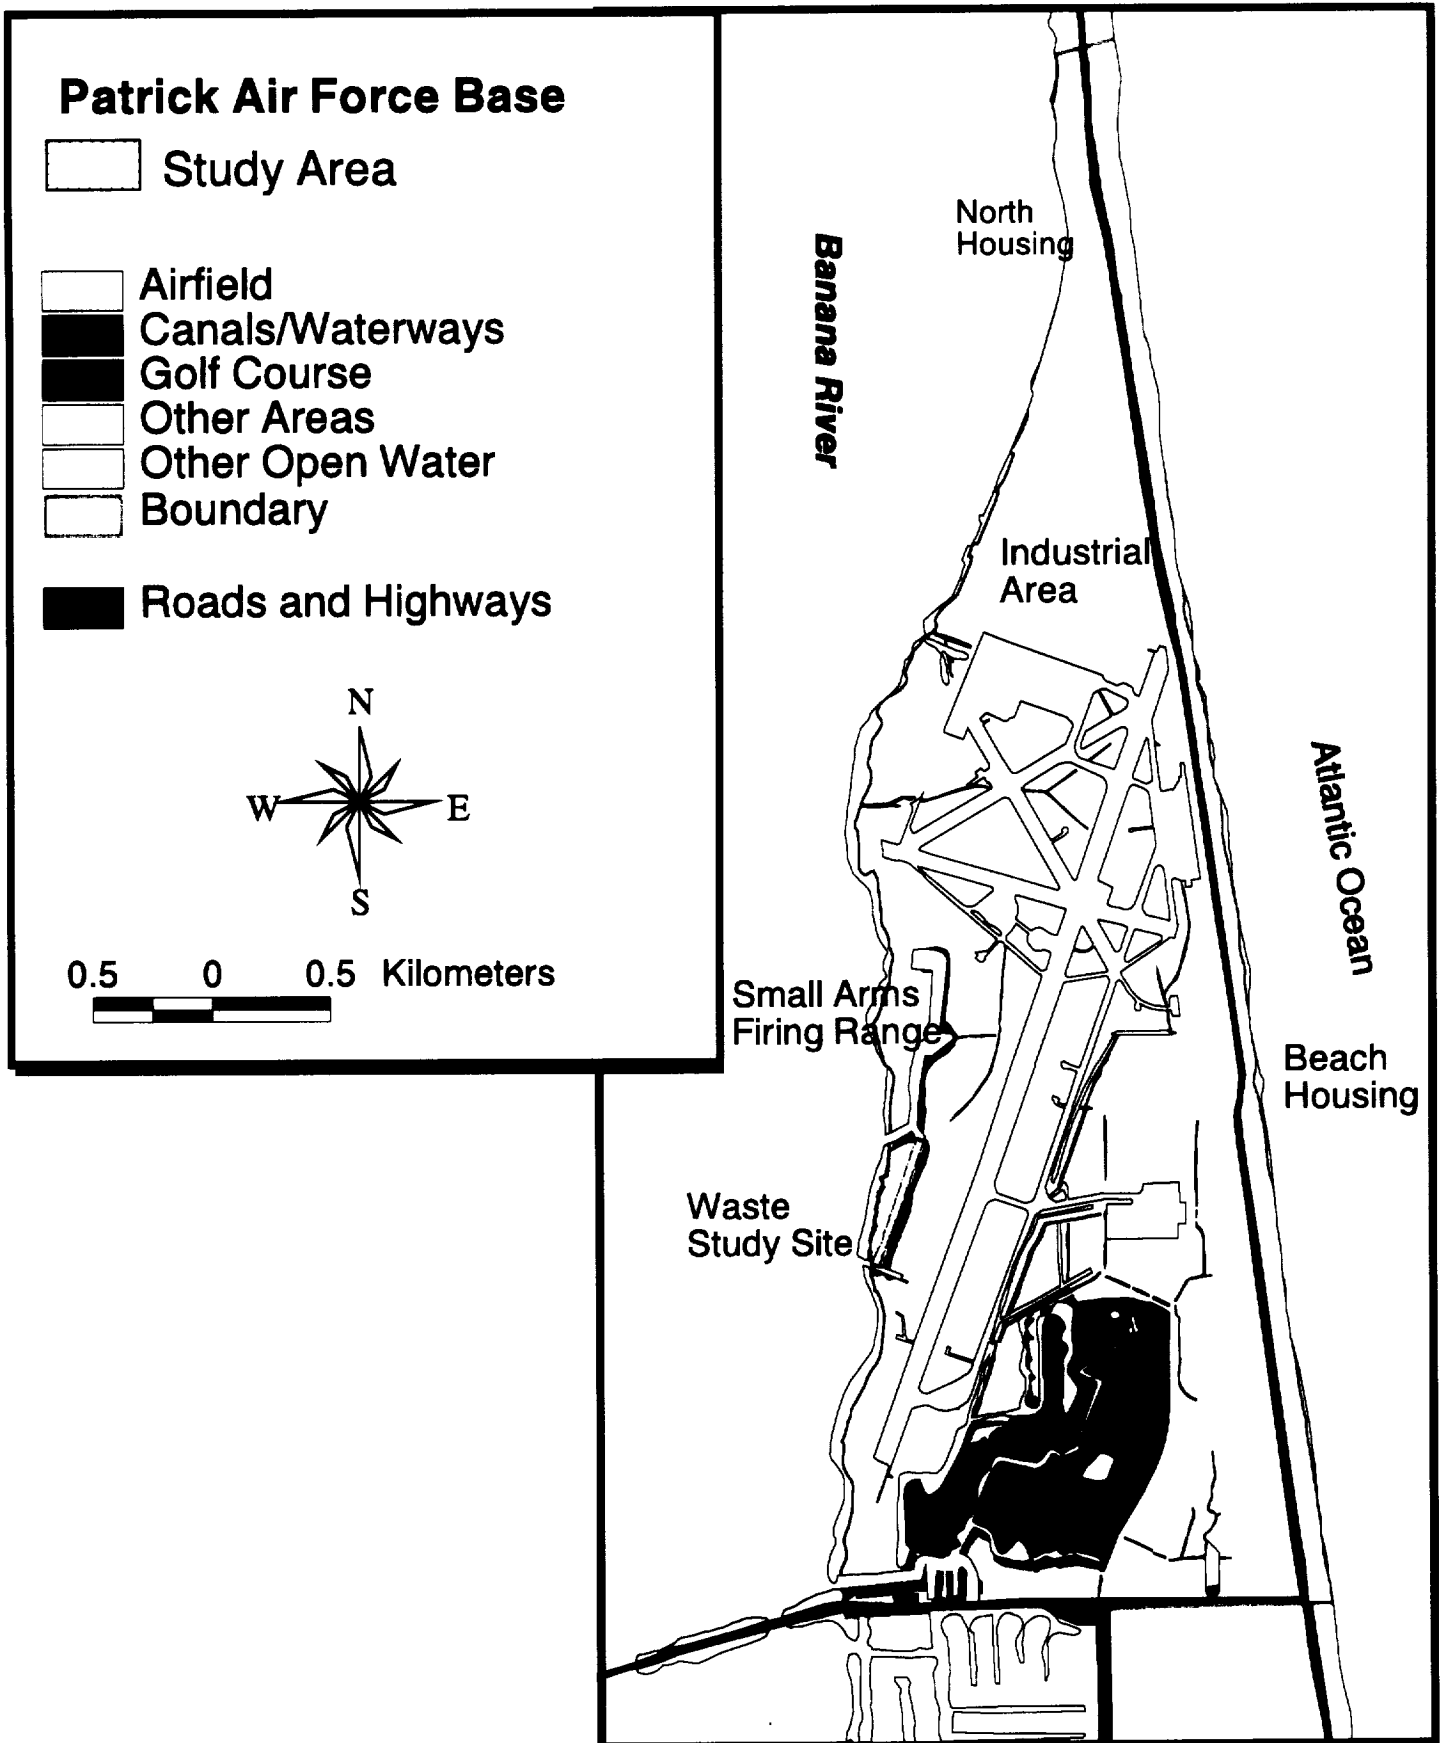 Patrick Air Force Base
Study Area
Airfield
Canals/Waterways
Golf Course
Other Areas
Other Open Water
Boundary
Roads and Highways
N
W
E
S
0.5 0 0.5 Kilometers
North
Housing
Banana River
Industrial
Area
Atlantic Ocean
Small Arms
Firing Range
Beach
Housing
Waste
Study Site